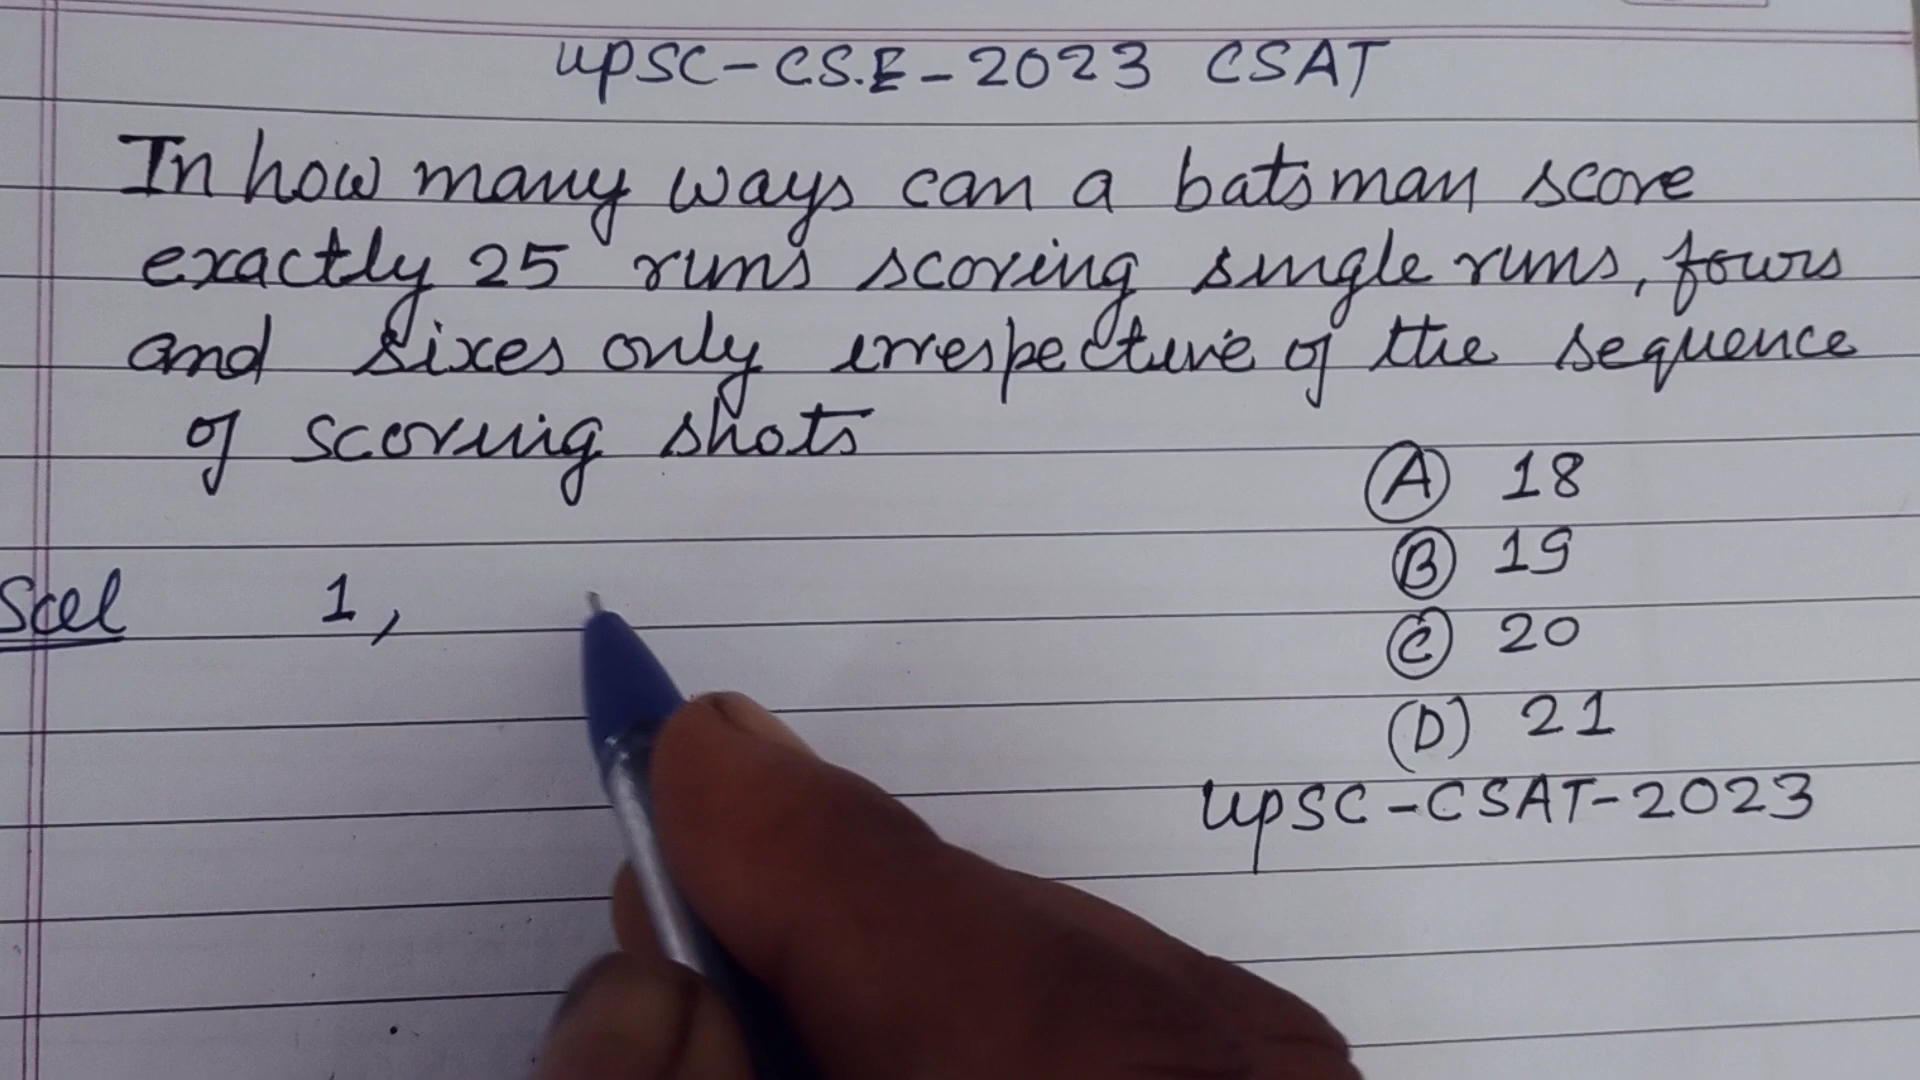 UPSC-C.S.E-2023 CSAT
In how many ways can a batsman score
exactly 25 runs scoring single runs, fours
and sixes only irrespective of the sequence
of scoring shots
(A) 18
(B) 19
(C) 20
(D) 21
Sol 1,
UPSC-CSAT-2023